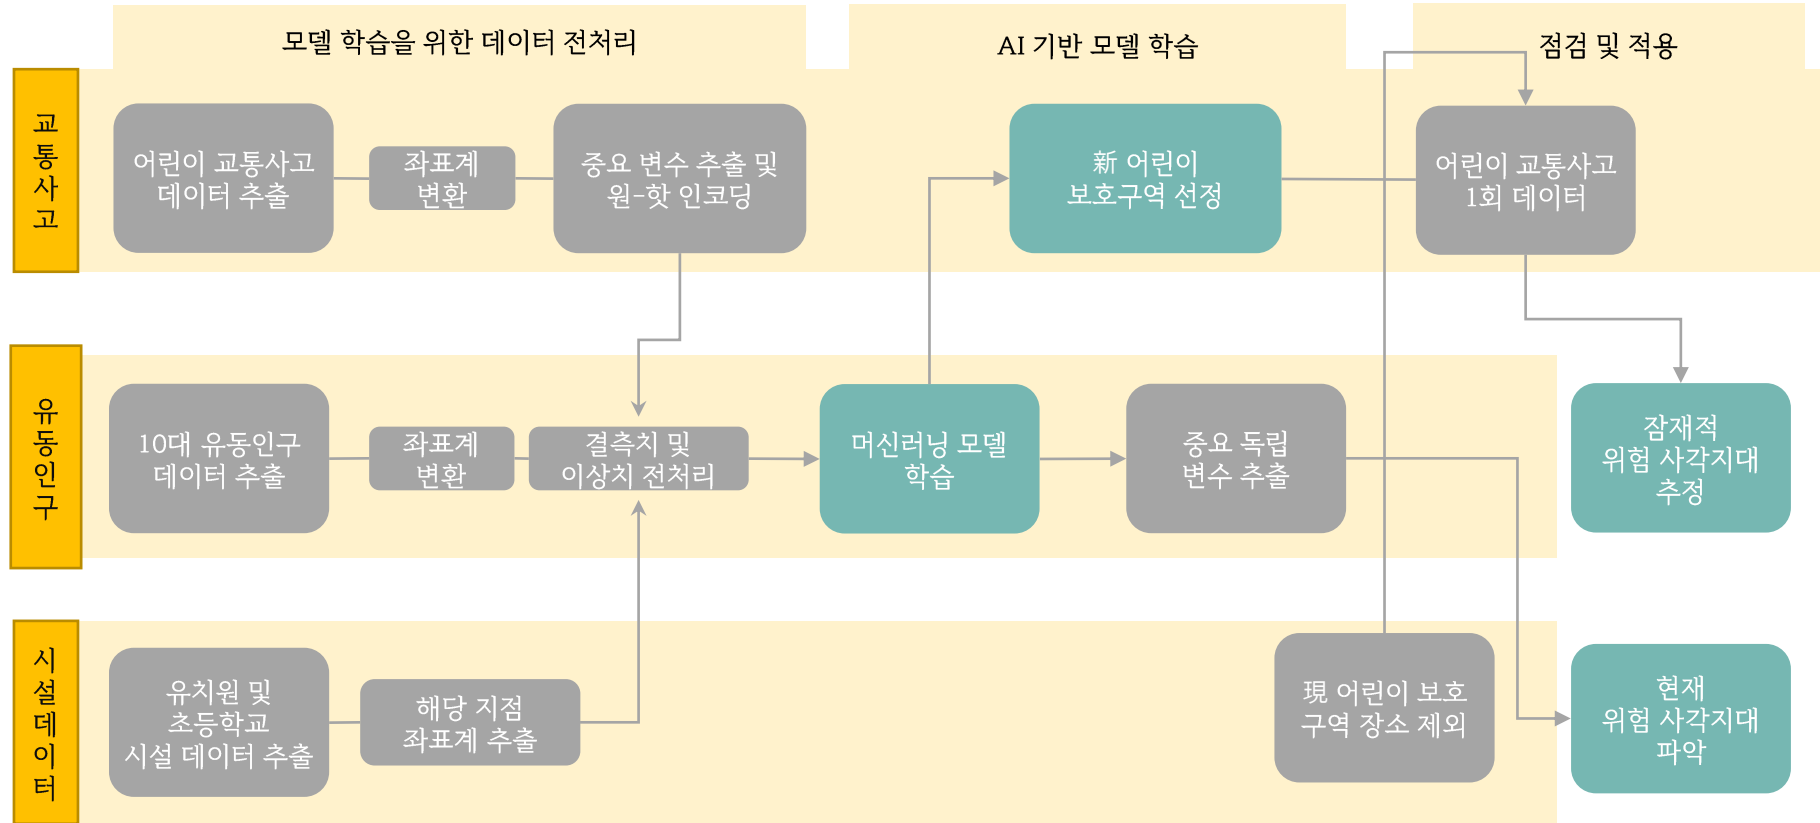 모델 학습을 위한 데이터 전처리
AI 기반 모델 학습
점검 및 적용
교통사고
어린이 교통사고
데이터 추출
좌표계
변환
중요 변수 추출 및
원-핫 인코딩
新 어린이
보호구역 선정
어린이 교통사고
1회 데이터
유동인구
10대 유동인구
데이터 추출
좌표계
변환
결측치 및
이상치 전처리
머신러닝 모델
학습
중요 독립
변수 추출
잠재적
위험 사각지대
추정
시설데이터
유치원 및
초등학교
시설 데이터 추출
해당 지점
좌표계 추출
現 어린이 보호
구역 장소 제외
현재
위험 사각지대
파악